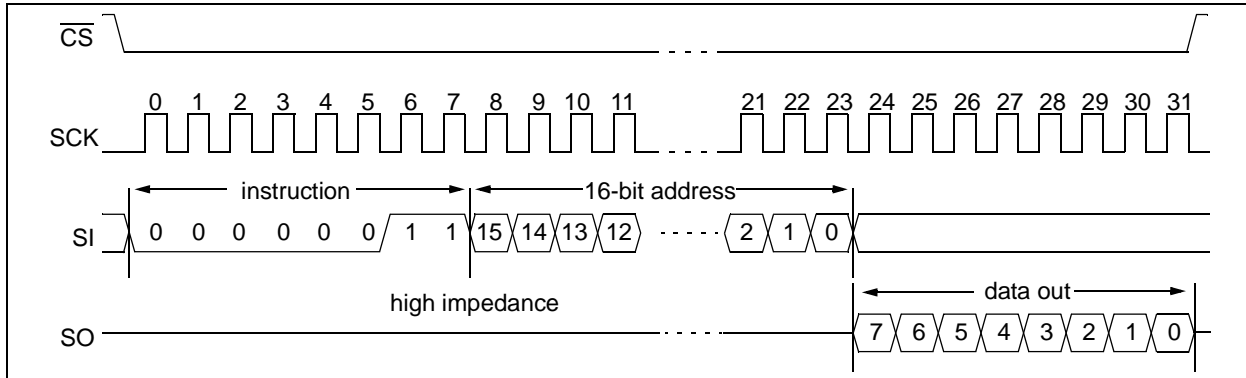 CS
0 1 2 3 4 5 6 7 8 9 10 11 21 22 23 24 25 26 27 28 29 30 31
SCK
instruction 16-bit address
SI 0 0 0 0 0 0 1 1 15 14 13 12 2 1 0
high impedance data out
SO 7 6 5 4 3 2 1 0